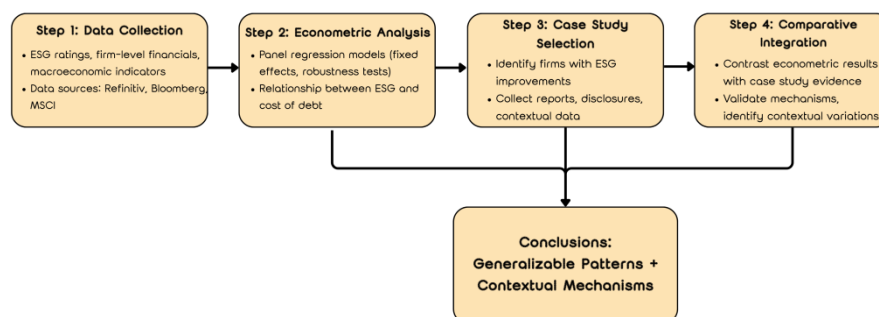 Step 1: Data Collection
• ESG ratings, firm-level financials,
macroeconomic indicators
• Data sources: Refinitiv, Bloomberg,
MSCI
Step 2: Econometric Analysis
• Panel regression models (fixed
effects, robustness tests)
• Relationship between ESG and
cost of debt
Step 3: Case Study
Selection
• Identify firms with ESG
improvements
• Collect reports, disclosures,
contextual data
Step 4: Comparative
Integration
• Contrast econometric results
with case study evidence
• Validate mechanisms,
identify contextual variations
Conclusions:
Generalizable Patterns +
Contextual Mechanisms